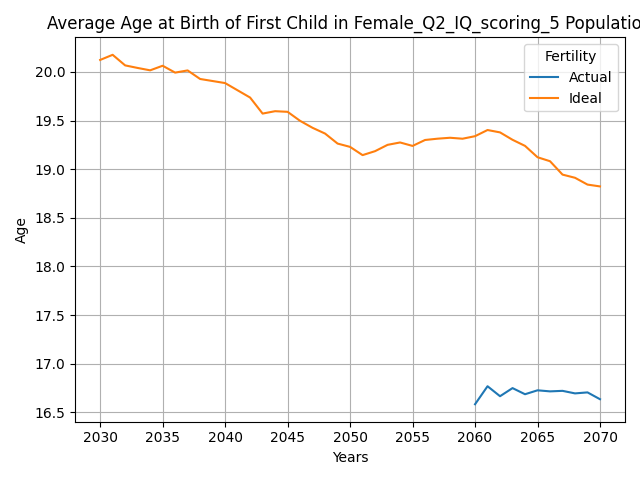 Average Age at Birth of First Child in Female_Q2_IQ_scoring_5 Populatio
Fertility
Actual
Ideal
Age
20.0
19.5
19.0
18.5
18.0
17.5
17.0
16.5
2030 2035 2040 2045 2050 2055 2060 2065 2070
Years